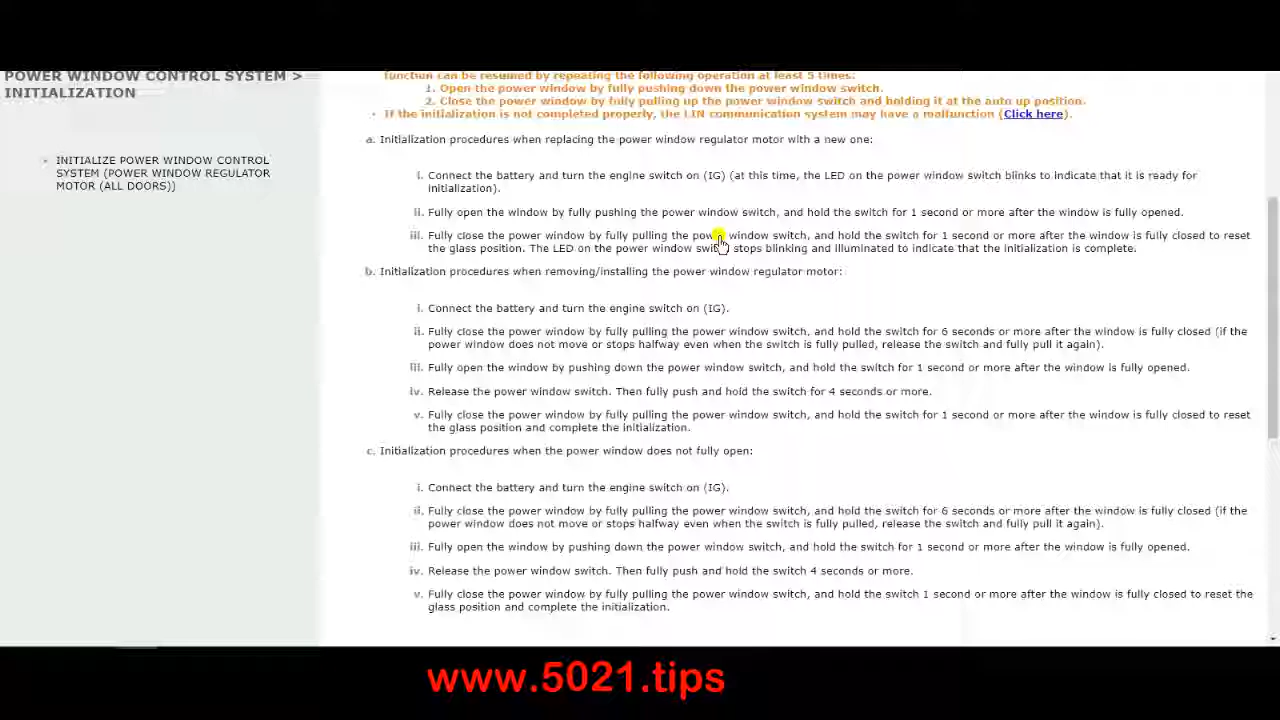 POWER WINDOW CONTROL SYSTEM >
INITIALIZATION
INITIALIZE POWER WINDOW CONTROL
SYSTEM (POWER WINDOW REGULATOR
MOTOR (ALL DOORS))
function can be resumed by repeating the following operation at least 5 times.
1. Open the power window by fully pushing down the power window switch.
2. Close the power window by fully pulling up the power window switch and holding it at the auto up position.
If the initialization is not completed properly, the LIN communication system may have a malfunction (Click here).
a. Initialization procedures when replacing the power window regulator motor with a new one:
i. Connect the battery and turn the engine switch on (IG) (at this time, the LED on the power window switch blinks to indicate that it is ready for
initialization).
ii. Fully open the window by fully pushing the power window switch, and hold the switch for 1 second or more after the window is fully opened.
iii. Fully close the power window by fully pulling the power window switch, and hold the switch for 1 second or more after the window is fully closed to reset
the glass position. The LED on the power window switch stops blinking and illuminated to indicate that the initialization is complete.
b. Initialization procedures when removing/installing the power window regulator motor:
i. Connect the battery and turn the engine switch on (IG).
ii. Fully close the power window by fully pulling the power window switch, and hold the switch for 6 seconds or more after the window is fully closed (if the
power window does not move or stops halfway even when the switch is fully pulled, release the switch and fully pull it again).
iii. Fully open the window by pushing down the power window switch, and hold the switch for 1 second or more after the window is fully opened.
iv. Release the power window switch. Then fully push and hold the switch for 4 seconds or more.
v. Fully close the power window by fully pulling the power window switch, and hold the switch for 1 second or more after the window is fully closed to reset
the glass position and complete the initialization.
c. Initialization procedures when the power window does not fully open:
i. Connect the battery and turn the engine switch on (IG).
ii. Fully close the power window by fully pulling the power window switch, and hold the switch for 6 seconds or more after the window is fully closed (if the
power window does not move or stops halfway even when the switch is fully pulled, release the switch and fully pull it again).
iii. Fully open the window by pushing down the power window switch, and hold the switch for 1 second or more after the window is fully opened.
iv. Release the power window switch. Then fully push and hold the switch 4 seconds or more.
v. Fully close the power window by fully pulling the power window switch, and hold the switch 1 second or more after the window is fully closed to reset the
glass position and complete the initialization.
www.5021.tips